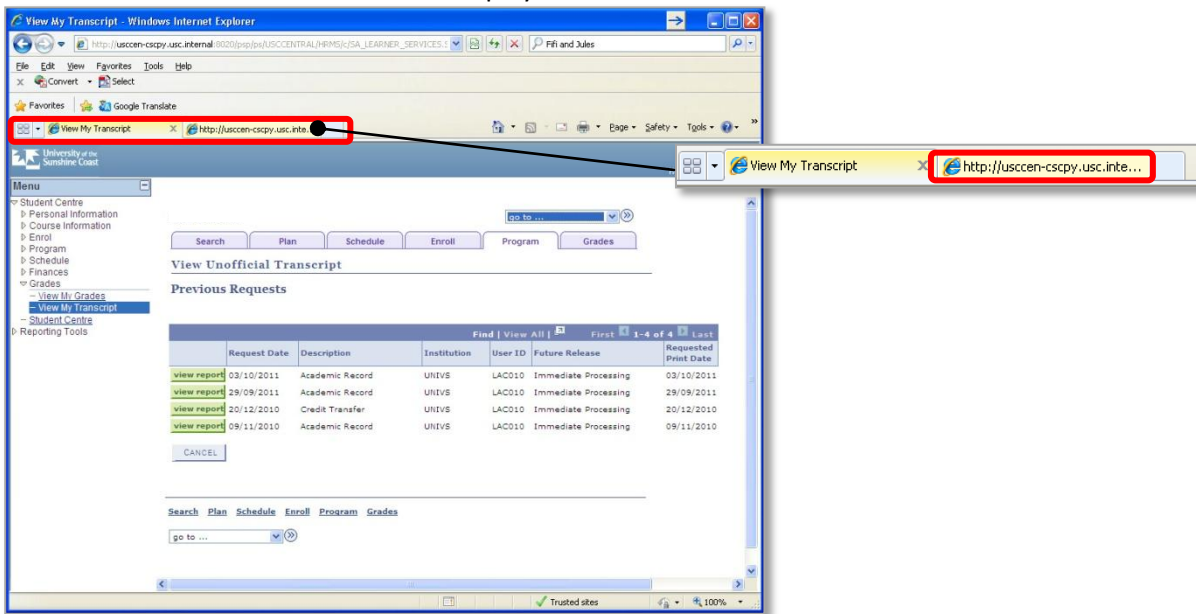 View My Transcript - Windows Internet Explorer
http://usccen-cscpy.usc.internal:8020/psp/ps/USCCENTRAL/HRMS/c/SA_LEARNER_SERVICES.S
Fifi and Jules
File Edit View Favorites Tools Help
x Convert Select
Favorites Google Translate
View My Transcript x http://usccen-cscpy.usc.inte...
Page Safety Tools
View My Transcript x http://usccen-cscpy.usc.inte...
University of the
Sunshine Coast
Menu
Student Centre
Personal Information
Course Information
Enrol
Program
Schedule
Finances
Grades
View My Grades
View My Transcript
Student Centre
Reporting Tools
go to ...
Search Plan Schedule Enroll Program Grades
View Unofficial Transcript
Previous Requests
Find | View All | First 1-4 of 4 Last
Request Date Description Institution User ID Future Release Requested Print Date
view report 03/10/2011 Academic Record UNIVS LAC010 Immediate Processing 03/10/2011
view report 29/09/2011 Academic Record UNIVS LAC010 Immediate Processing 29/09/2011
view report 20/12/2010 Credit Transfer UNIVS LAC010 Immediate Processing 20/12/2010
view report 09/11/2010 Academic Record UNIVS LAC010 Immediate Processing 09/11/2010
CANCEL
Search Plan Schedule Enroll Program Grades
go to ...
Trusted sites 100%